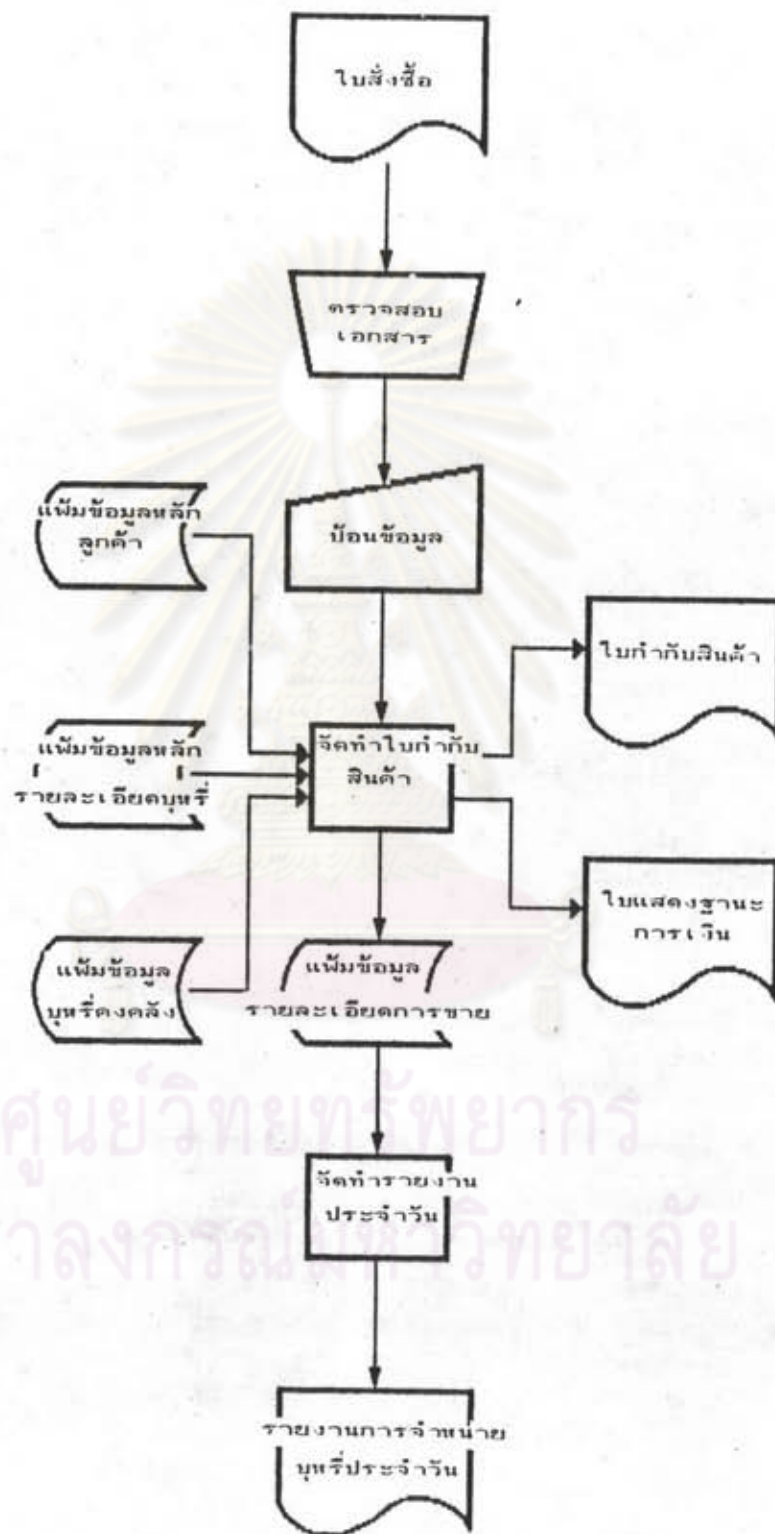 ใบสั่งซื้อ
ตรวจสอบ
เอกสาร
ป้อนข้อมูล
แฟ้มข้อมูลหลัก
ลูกค้า
แฟ้มข้อมูลหลัก
รายละเอียดบุหรี่
แฟ้มข้อมูล
บุหรี่คงคลัง
จัดทำใบกำกับ
สินค้า
ใบกำกับสินค้า
ใบแสดงฐานะ
การเงิน
แฟ้มข้อมูล
รายละเอียดการขาย
จัดทำรายงาน
ประจำวัน
รายงานการจำหน่าย
บุหรี่ประจำวัน
ศูนย์วิทยทรัพยากร
าลงกรณ์มหาวิทยาลัย